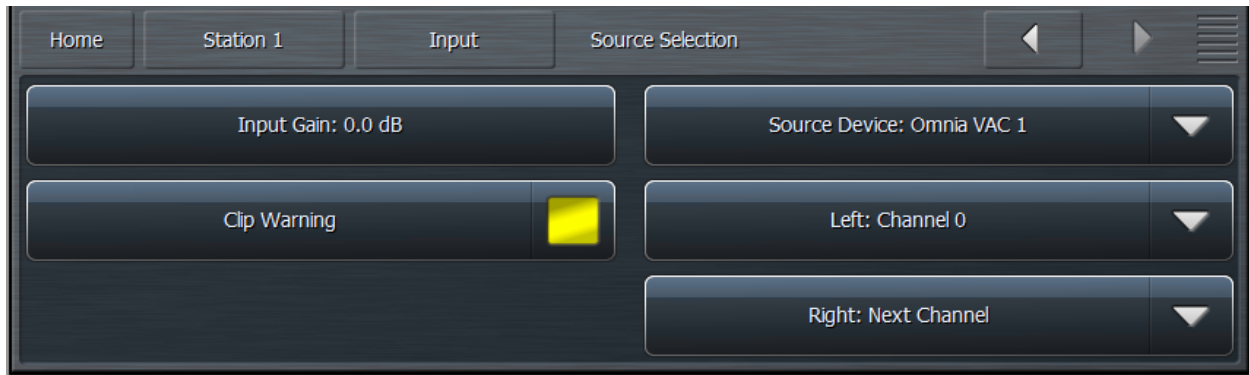 Home Station 1 Input Source Selection
Input Gain: 0.0 dB
Source Device: Omnia VAC 1
Clip Warning
Left: Channel 0
Right: Next Channel